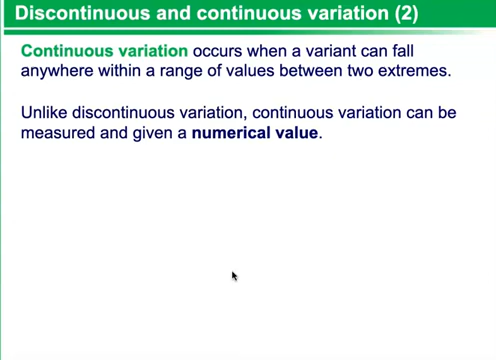 Discontinuous and continuous variation (2)
Continuous variation occurs when a variant can fall
anywhere within a range of values between two extremes.
Unlike discontinuous variation, continuous variation can be
measured and given a numerical value.